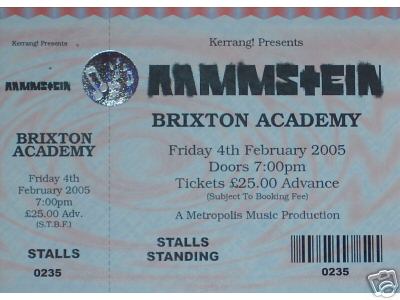 Kerrang! Presents
RAMMSTEIN
BRIXTON
ACADEMY
Friday 4th
February 2005
7:00pm
£25.00 Adv.
(S.T.B.F.)
STALLS
0235
Kerrang! Presents
RAMMSTEIN
BRIXTON ACADEMY
Friday 4th February 2005
Doors 7:00pm
Tickets £25.00 Advance
(Subject To Booking Fee)
A Metropolis Music Production
STALLS
STANDING
0235